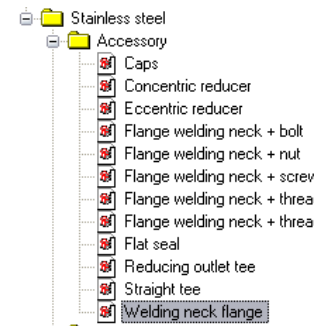 Stainless steel
Accessory
Caps
Concentric reducer
Eccentric reducer
Flange welding neck + bolt
Flange welding neck + nut
Flange welding neck + screw
Flange welding neck + threa
Flange welding neck + threa
Flat seal
Reducing outlet tee
Straight tee
Welding neck flange